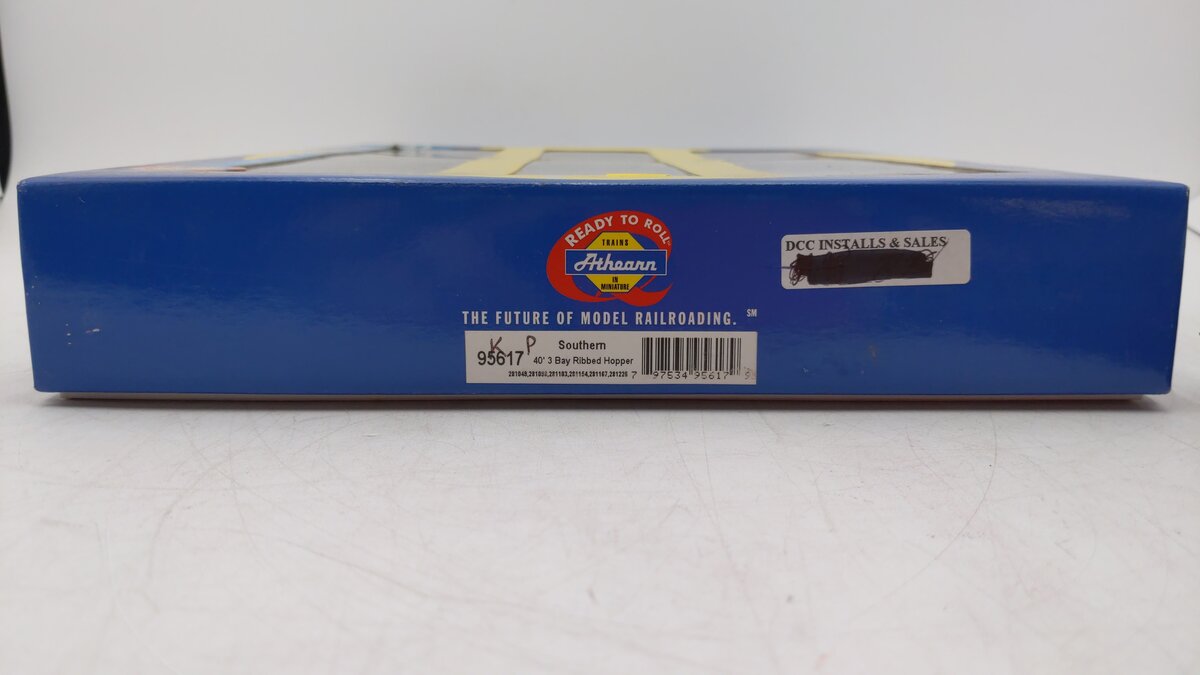 READY TO ROLL
TRAINS
Athearn
IN
MINIATURE
THE FUTURE OF MODEL RAILROADING. SM
DCC INSTALLS & SALES
K P
95617
Southern
40' 3 Bay Ribbed Hopper
7 97534 95617 9